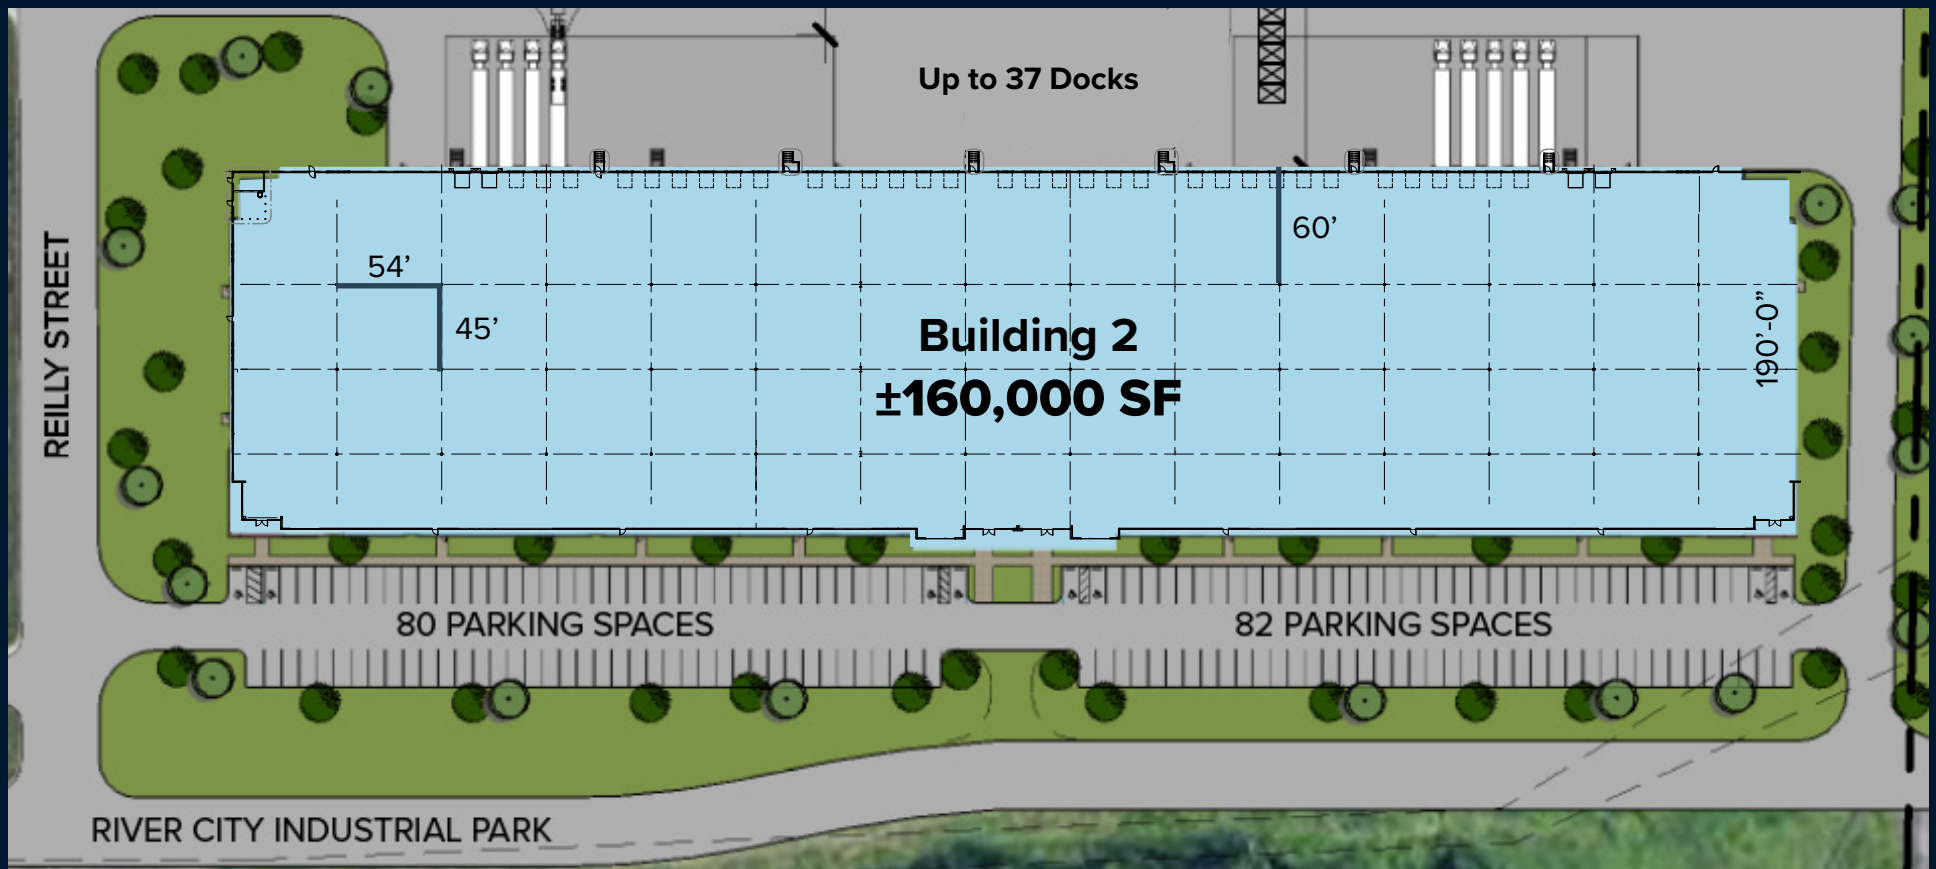 Up to 37 Docks
60’
54’
45’
REILLY STREET
Building 2
±160,000 SF
190’-0”
80 PARKING SPACES
82 PARKING SPACES
RIVER CITY INDUSTRIAL PARK